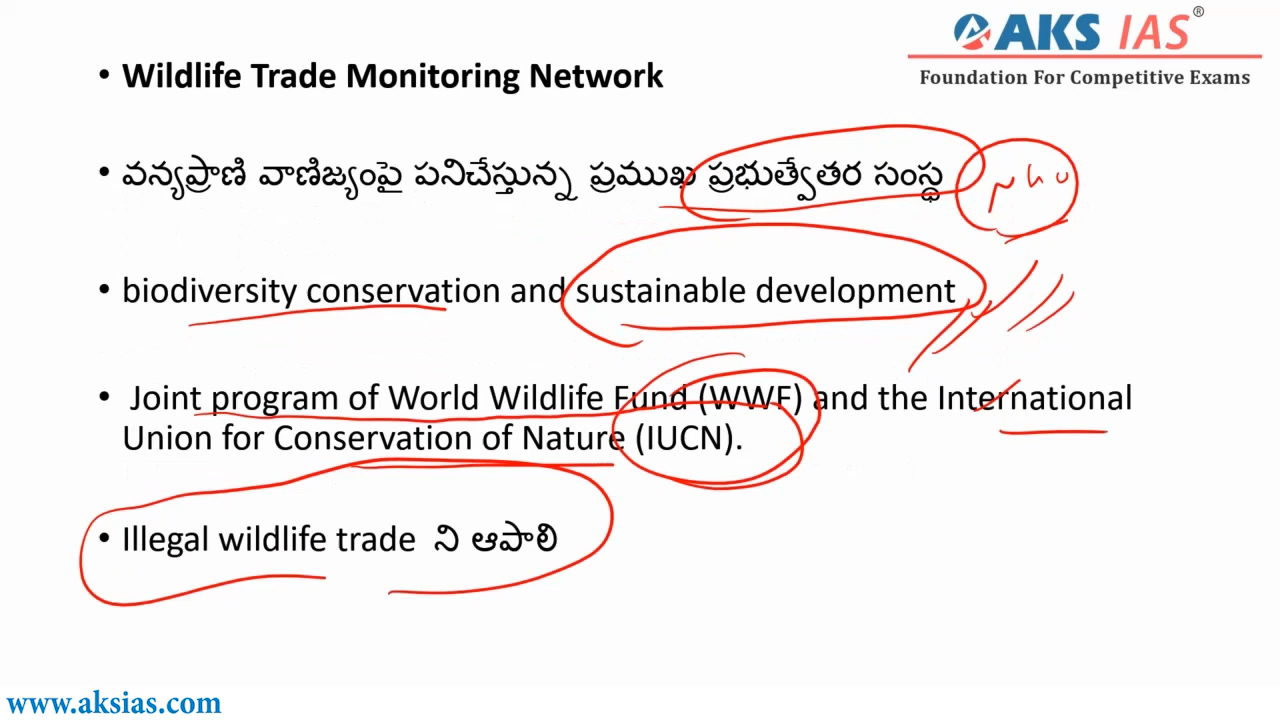 AKS IAS®
Foundation For Competitive Exams
• Wildlife Trade Monitoring Network
• వన్యప్రాణి వాణిజ్యంపై పనిచేస్తున్న ప్రముఖ ప్రభుత్వేతర సంస్థ
• biodiversity conservation and sustainable development
• Joint program of World Wildlife Fund (WWF) and the International
Union for Conservation of Nature (IUCN).
• Illegal wildlife trade ని ఆపాలి
www.aksias.com